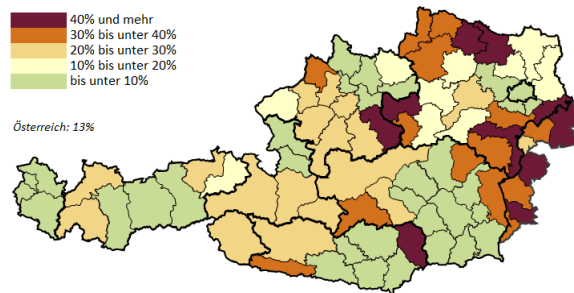 40% und mehr
30% bis unter 40%
20% bis unter 30%
10% bis unter 20%
bis unter 10%
Österreich: 13%